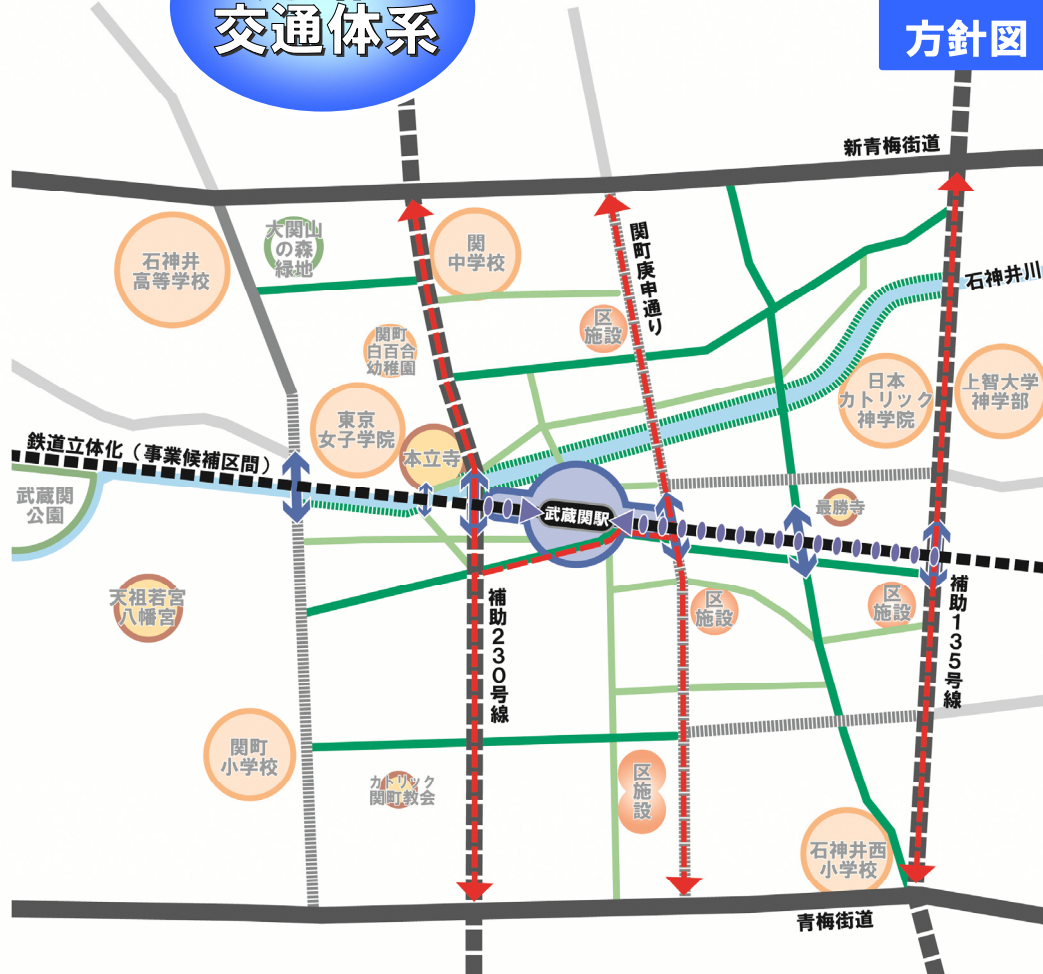 交通体系
方針図
新青梅街道
石神井
高等学校
大関山
の森
緑地
関
中学校
関町庚申通り
石神井川
区
施設
関町
白百合
幼稚園
東京
女子学院
日本
カトリック
神学院
上智大学
神学部
鉄道立体化（事業候補区間）
本立寺
武蔵関
公園
武蔵関駅
最勝寺
天祖若宮
八幡宮
補助230号線
区
施設
区
施設
補助135号線
関町
小学校
カトリック
関町教会
区
施
設
石神井西
小学校
青梅街道